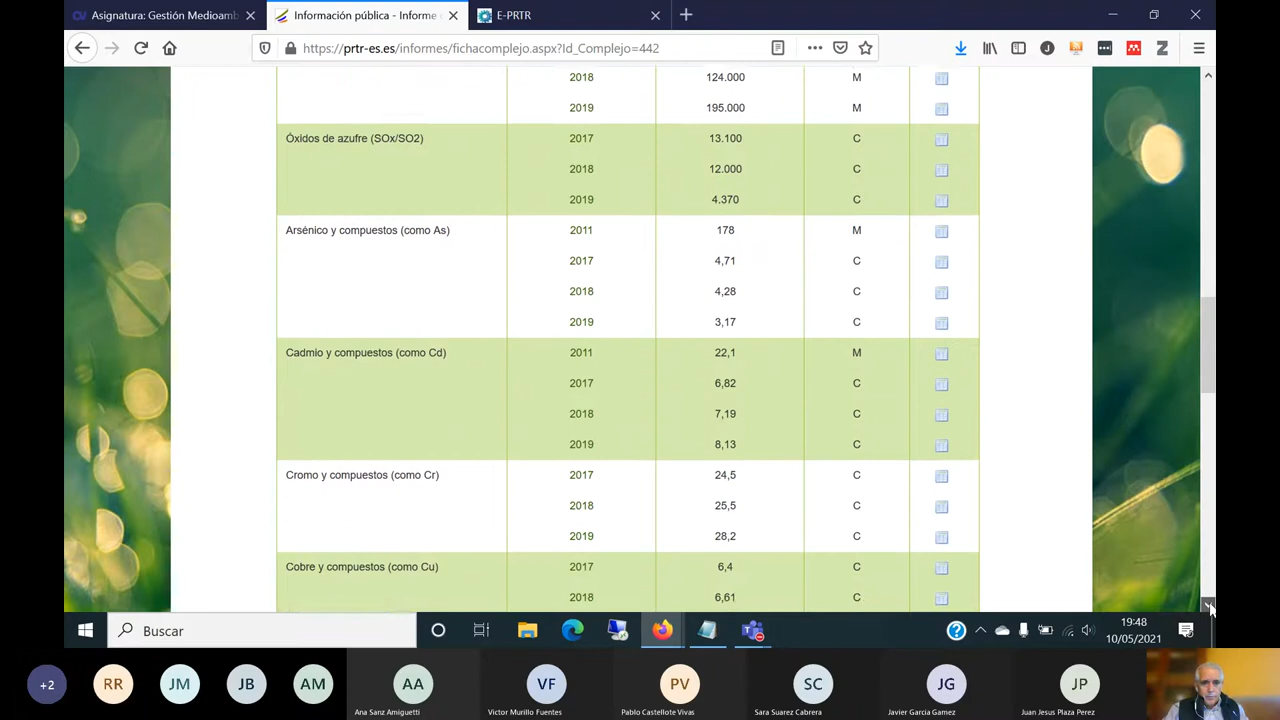 Asignatura: Gestión Medioamb
Información pública - Informe
E-PRTR
https://prtr-es.es/informes/fichacomplejo.aspx?Id_Complejo=442
2018 124.000 M
2019 195.000 M
Óxidos de azufre (SOx/SO2) 2017 13.100 C
2018 12.000 C
2019 4.370 C
Arsénico y compuestos (como As) 2011 178 M
2017 4,71 C
2018 4,28 C
2019 3,17 C
Cadmio y compuestos (como Cd) 2011 22,1 M
2017 6,82 C
2018 7,19 C
2019 8,13 C
Cromo y compuestos (como Cr) 2017 24,5 C
2018 25,5 C
2019 28,2 C
Cobre y compuestos (como Cu) 2017 6,4 C
2018 6,61 C
Buscar
19:48
10/05/2021
+2 RR JM JB AM AA VF PV SC JG JP
Ana Sanz Amiguetti
Victor Murillo Fuentes
Pablo Castellote Vivas
Sara Suarez Cabrera
Javier Garcia Gamez
Juan Jesus Plaza Perez